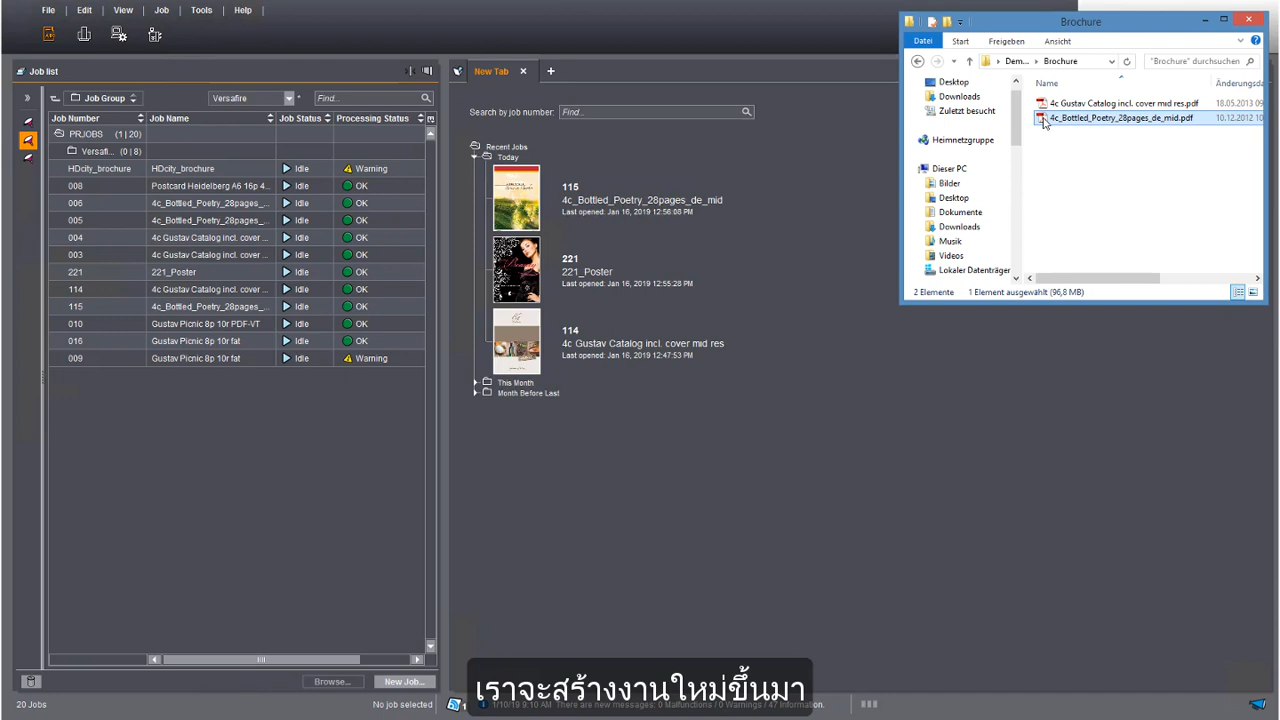 File Edit View Job Tools Help
Job list
Job Group
Versafire
*
Find...
Job Number Job Name Job Status Processing Status
PRJOBS (1 | 20)
Versafi... (0 | 8)
HDcity_brochure HDcity_brochure Idle Warning
008 Postcard Heidelberg A6 16p 4... Idle OK
006 4c_Bottled_Poetry_28pages_... Idle OK
005 4c_Bottled_Poetry_28pages_... Idle OK
004 4c Gustav Catalog incl. cover ... Idle OK
003 4c Gustav Catalog incl. cover ... Idle OK
221 221_Poster Idle OK
114 4c Gustav Catalog incl. cover ... Idle OK
115 4c_Bottled_Poetry_28pages_... Idle OK
010 Gustav Picnic 8p 10r PDF-VT Idle OK
016 Gustav Picnic 8p 10r fat Idle OK
009 Gustav Picnic 8p 10r fat Idle Warning
Browse... New Job...
20 Jobs No job selected
New Tab
Search by job number: Find...
Recent Jobs
Today
115
4c_Bottled_Poetry_28pages_de_mid
Last opened: Jan 16, 2019 12:56:08 PM
221
221_Poster
Last opened: Jan 16, 2019 12:55:28 PM
114
4c Gustav Catalog incl. cover mid res
Last opened: Jan 16, 2019 12:47:53 PM
This Month
Month Before Last
Brochure
Datei Start Freigeben Ansicht
Dem... Brochure
"Brochure" durchsuchen
Name Änderungsda
4c Gustav Catalog incl. cover mid res.pdf 18.05.2013 09
4c_Bottled_Poetry_28pages_de_mid.pdf 10.12.2012 10
Desktop
Downloads
Zuletzt besucht
Heimnetzgruppe
Dieser PC
Bilder
Desktop
Dokumente
Downloads
Musik
Videos
Lokaler Datenträger
2 Elemente 1 Element ausgewählt (96,8 MB)
เราจะสร้างงานใหม่ขึ้นมา
1/10/19 There are new messages: 0 Malfunctions / 0 Warnings / 47 Information.